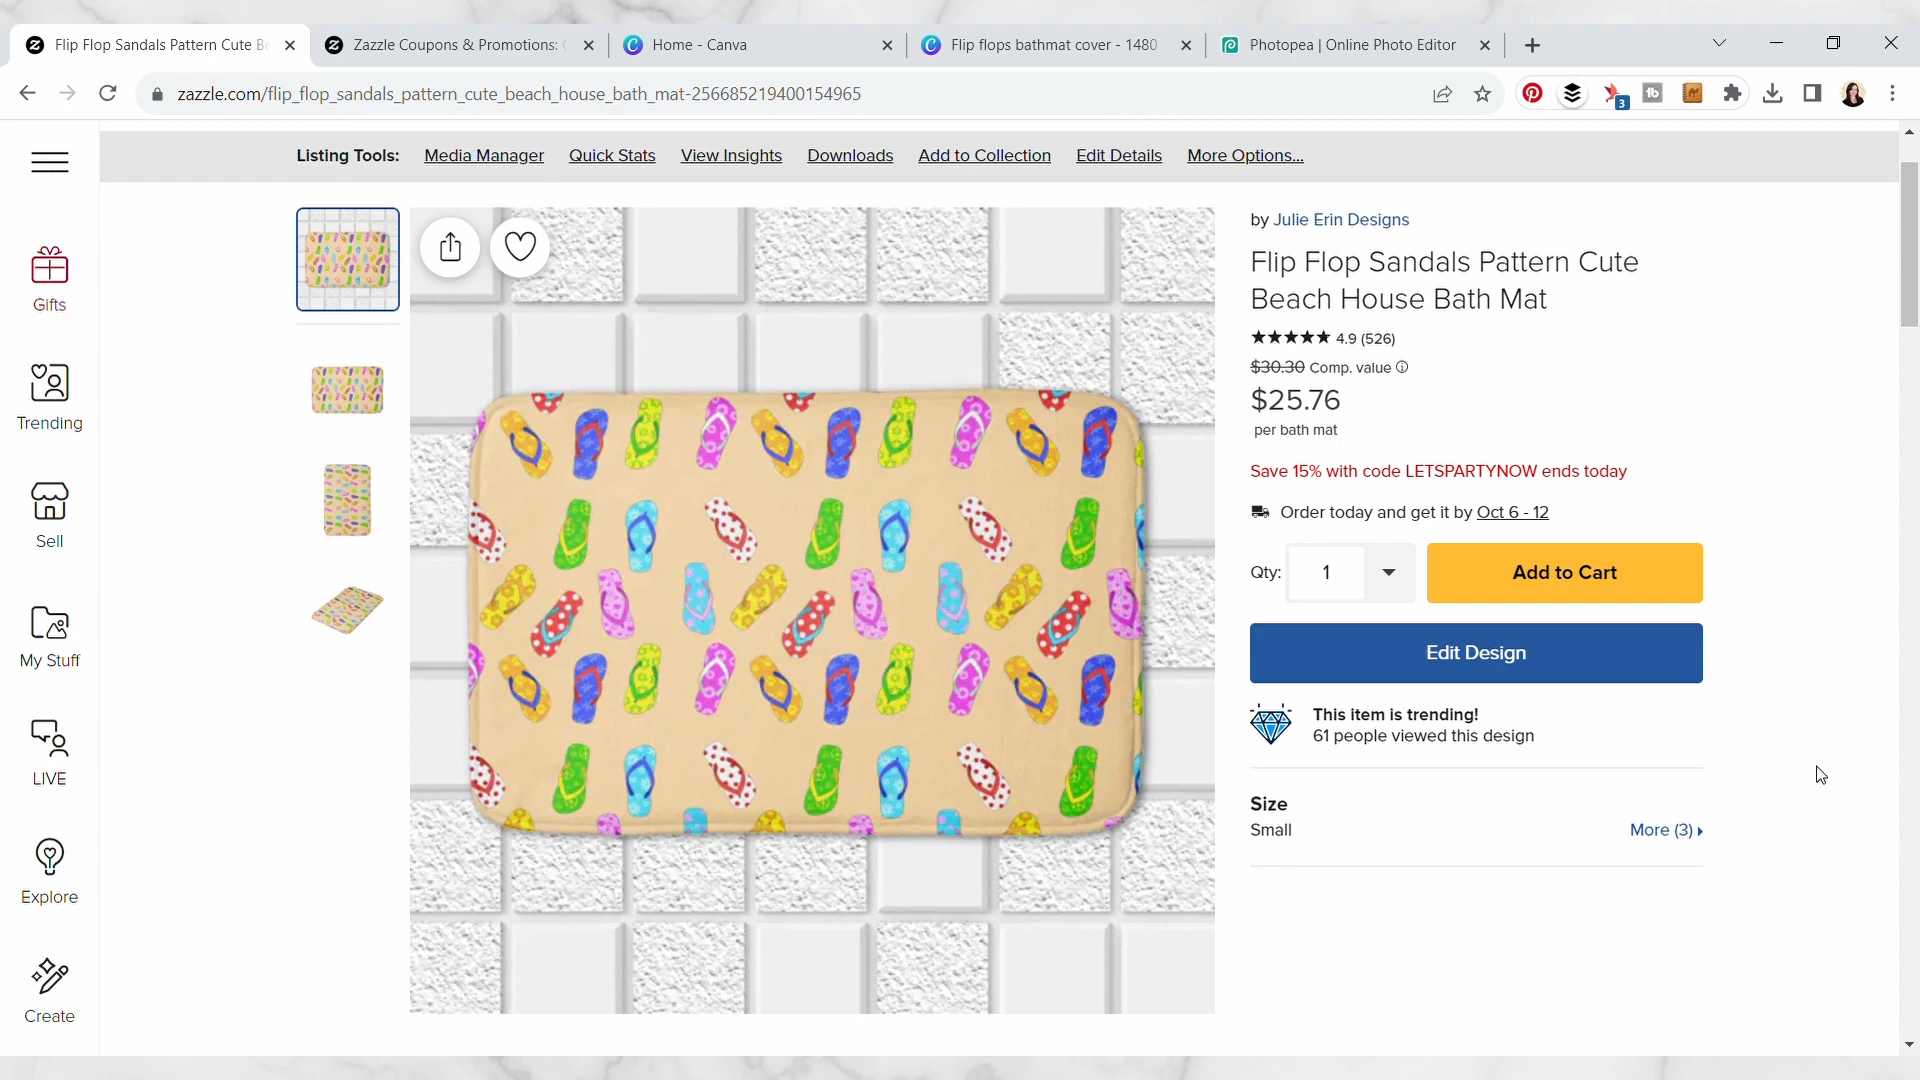 Flip Flop Sandals Pattern Cute Be
Zazzle Coupons & Promotions:
Home - Canva
Flip flops bathmat cover - 1480
Photopea | Online Photo Editor
zazzle.com/flip_flop_sandals_pattern_cute_beach_house_bath_mat-256685219400154965
3
Listing Tools: Media Manager Quick Stats View Insights Downloads Add to Collection Edit Details More Options...
Gifts
Trending
Sell
My Stuff
LIVE
Explore
Create
by Julie Erin Designs
Flip Flop Sandals Pattern Cute
Beach House Bath Mat
4.9 (526)
$30.30 Comp. value
$25.76
per bath mat
Save 15% with code LETSPARTYNOW ends today
Order today and get it by Oct 6 - 12
Qty: 1 Add to Cart
Edit Design
This item is trending!
61 people viewed this design
Size
Small More (3)